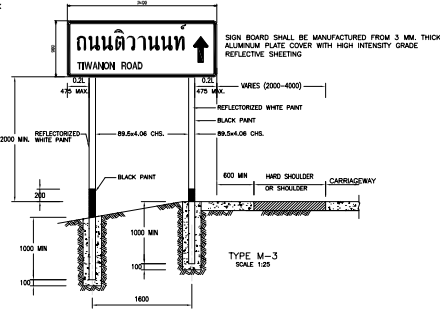 2400
ถนนติวานนท์
TIWANON ROAD
SIGN BOARD SHALL BE MANUFACTURED FROM 3 MM. THICK
ALUMINUM PLATE COVER WITH HIGH INTENSITY GRADE
REFLECTIVE SHEETING
0.2L
0.2L
475 MAX.
475 MAX.
VARIES (2000-4000)
REFLECTORIZED WHITE PAINT
BLACK PAINT
2000 MIN.
REFLECTORIZED
WHITE PAINT
89.5x4.06 CHS.
89.5x4.06 CHS.
BLACK PAINT
200
600 MIN
HARD SHOULDER
OR SHOULDER
CARRIAGEWAY
1000 MIN
1000 MIN
100
100
1600
TYPE M-3
SCALE 1:25